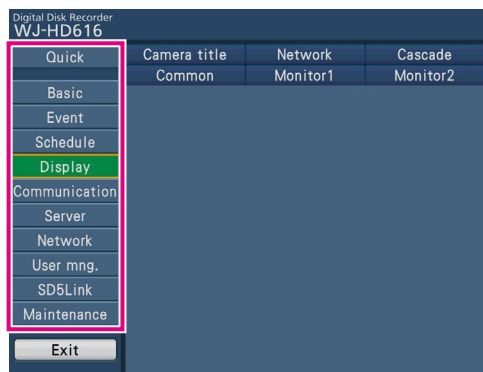 Digital Disk Recorder
WJ-HD616
Quick
Camera title Network Cascade
Common Monitor1 Monitor2
Basic
Event
Schedule
Display
Communication
Server
Network
User mng.
SD5Link
Maintenance
Exit